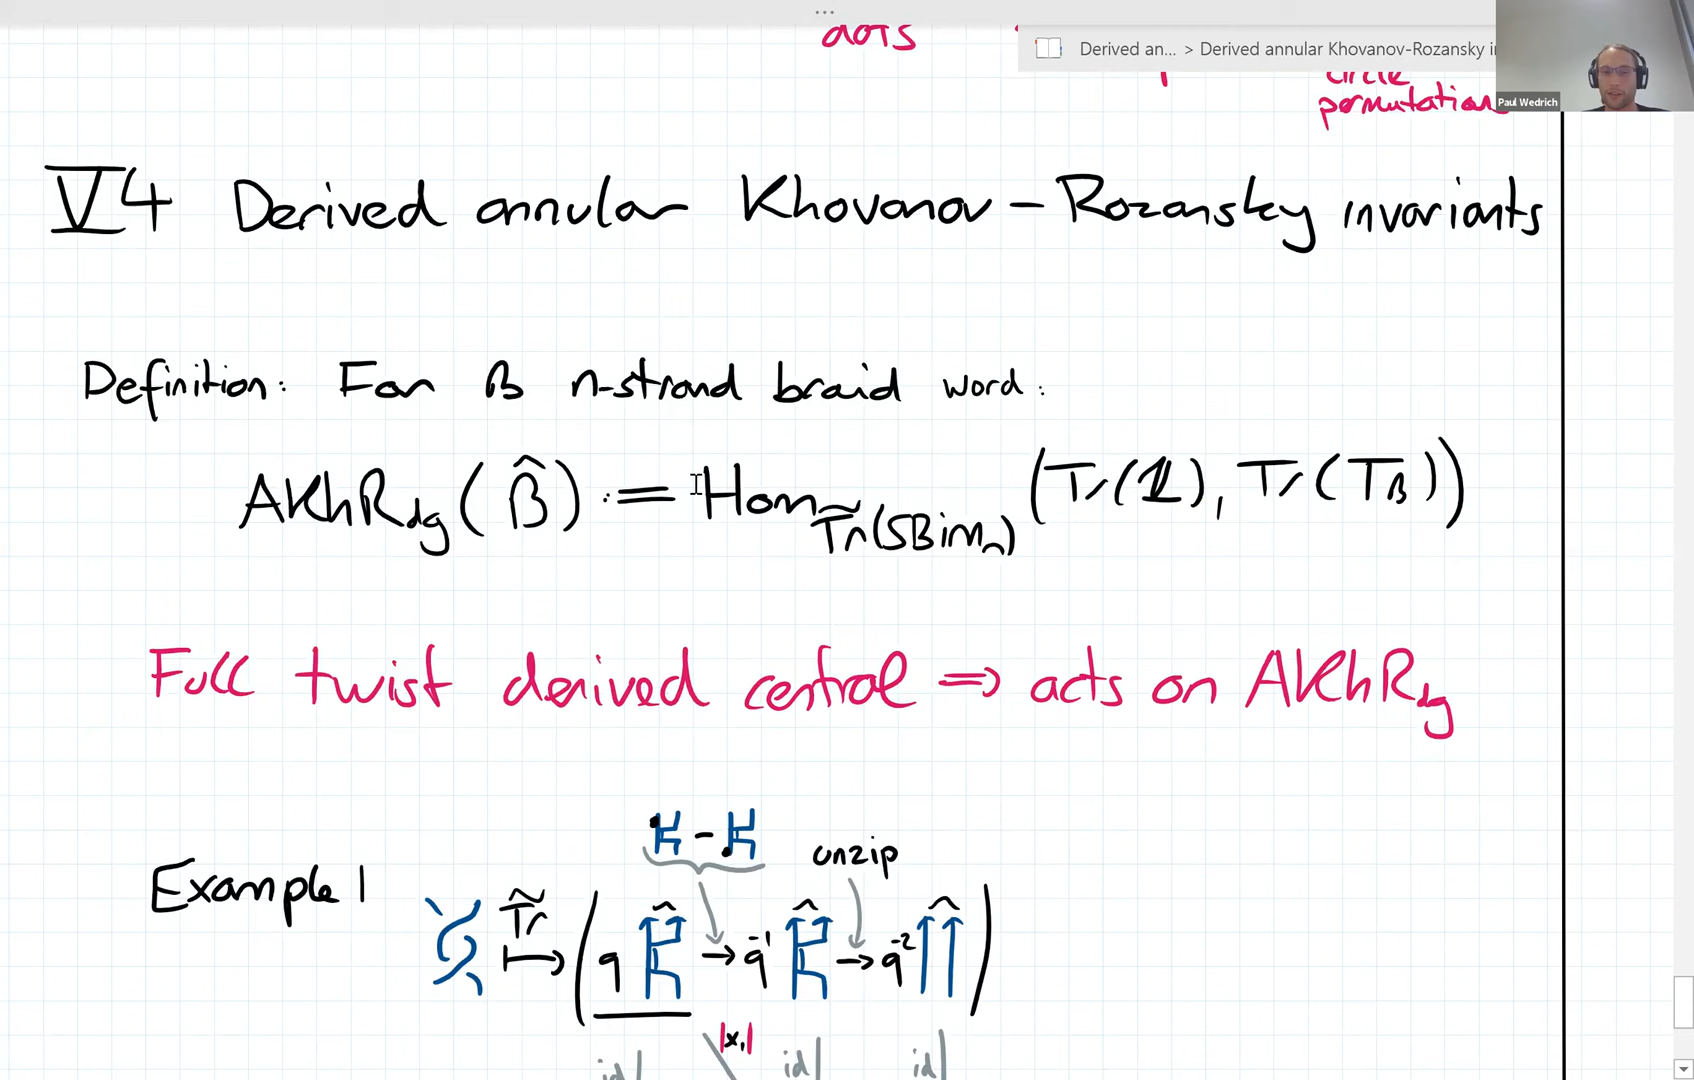 acts
Derived an... > Derived annular Khovanov-Rozansky i
circle
permutation
Paul Wedrich
V4 Derived annular Khovanov - Rozansky invariants
Definition: For β n-strand braid word:
AKhR_dg(β̂) := Hom_T̃r(SBim_n) (Tr(𝟙), Tr(T_β))
Full twist derived central ⇒ acts on AKhR_dg
− unzip
Example 1 T̃r ↦ ( q → q⁻¹ → q⁻² )
|x₁|
id| id| id|